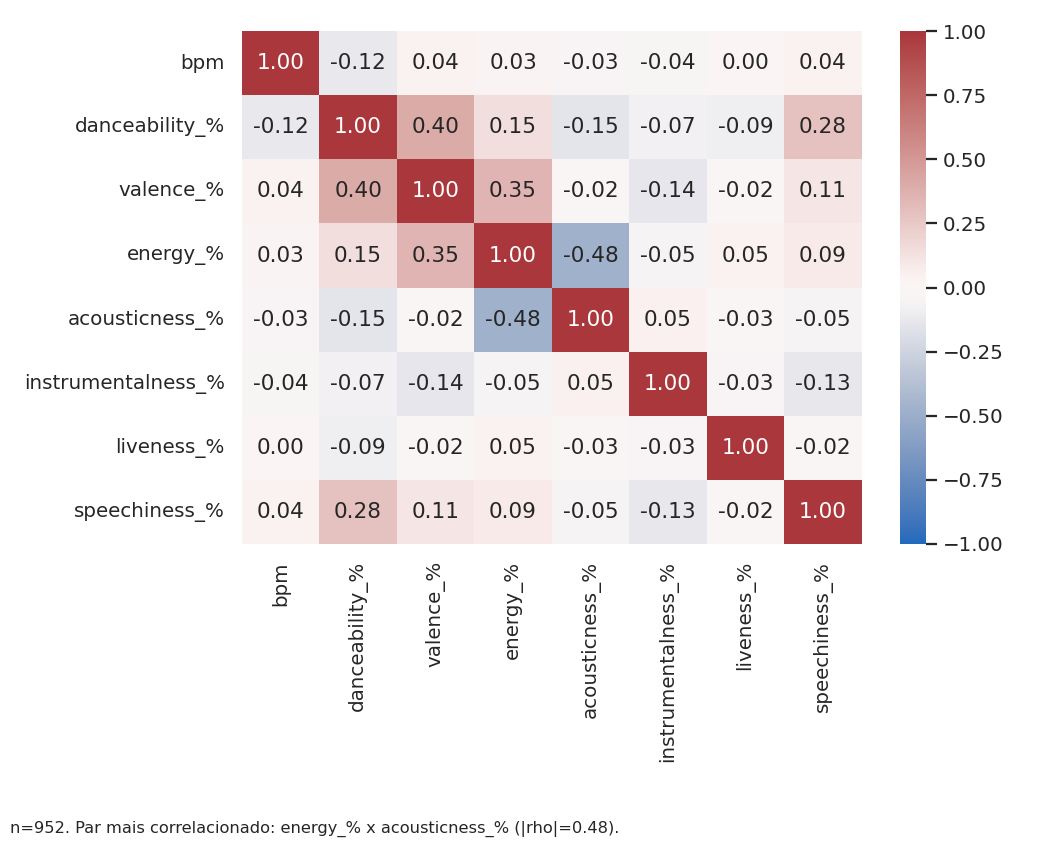 bpm 1.00 -0.12 0.04 0.03 -0.03 -0.04 0.00 0.04
danceability_% -0.12 1.00 0.40 0.15 -0.15 -0.07 -0.09 0.28
valence_% 0.04 0.40 1.00 0.35 -0.02 -0.14 -0.02 0.11
energy_% 0.03 0.15 0.35 1.00 -0.48 -0.05 0.05 0.09
acousticness_% -0.03 -0.15 -0.02 -0.48 1.00 0.05 -0.03 -0.05
instrumentalness_% -0.04 -0.07 -0.14 -0.05 0.05 1.00 -0.03 -0.13
liveness_% 0.00 -0.09 -0.02 0.05 -0.03 -0.03 1.00 -0.02
speechiness_% 0.04 0.28 0.11 0.09 -0.05 -0.13 -0.02 1.00
bpm
danceability_%
valence_%
energy_%
acousticness_%
instrumentalness_%
liveness_%
speechiness_%
1.00
0.75
0.50
0.25
0.00
−0.25
−0.50
−0.75
−1.00
n=952. Par mais correlacionado: energy_% x acousticness_% (|rho|=0.48).